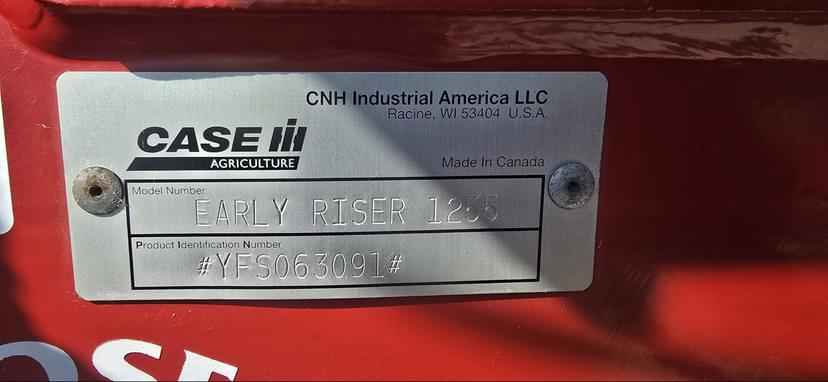 CNH Industrial America LLC
Racine, WI 53404 U.S.A.
CASE IH
AGRICULTURE
Made In Canada
Model Number
EARLY RISER 1255
Product Identification Number
#YFS063091#
OSE